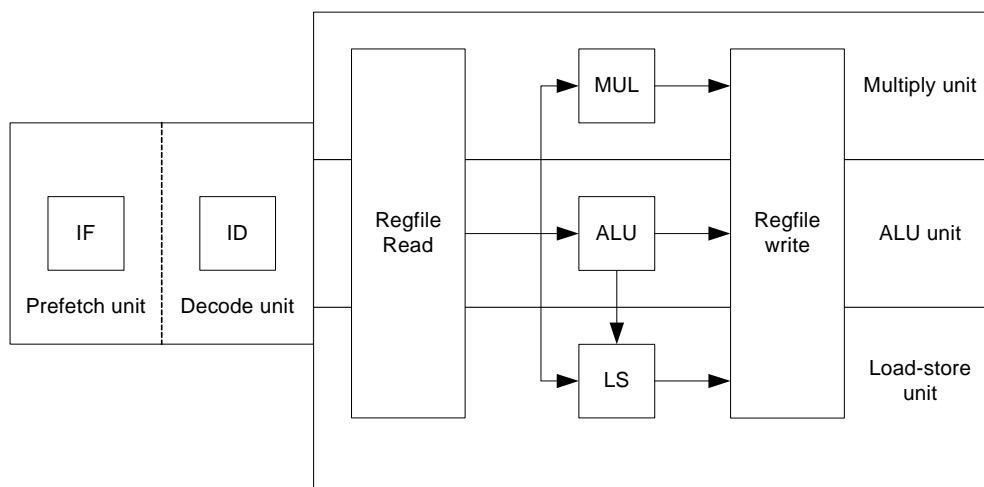 MUL
Multiply unit
IF
ID
Regfile
Read
ALU
Regfile
write
ALU unit
Prefetch unit
Decode unit
LS
Load-store
unit